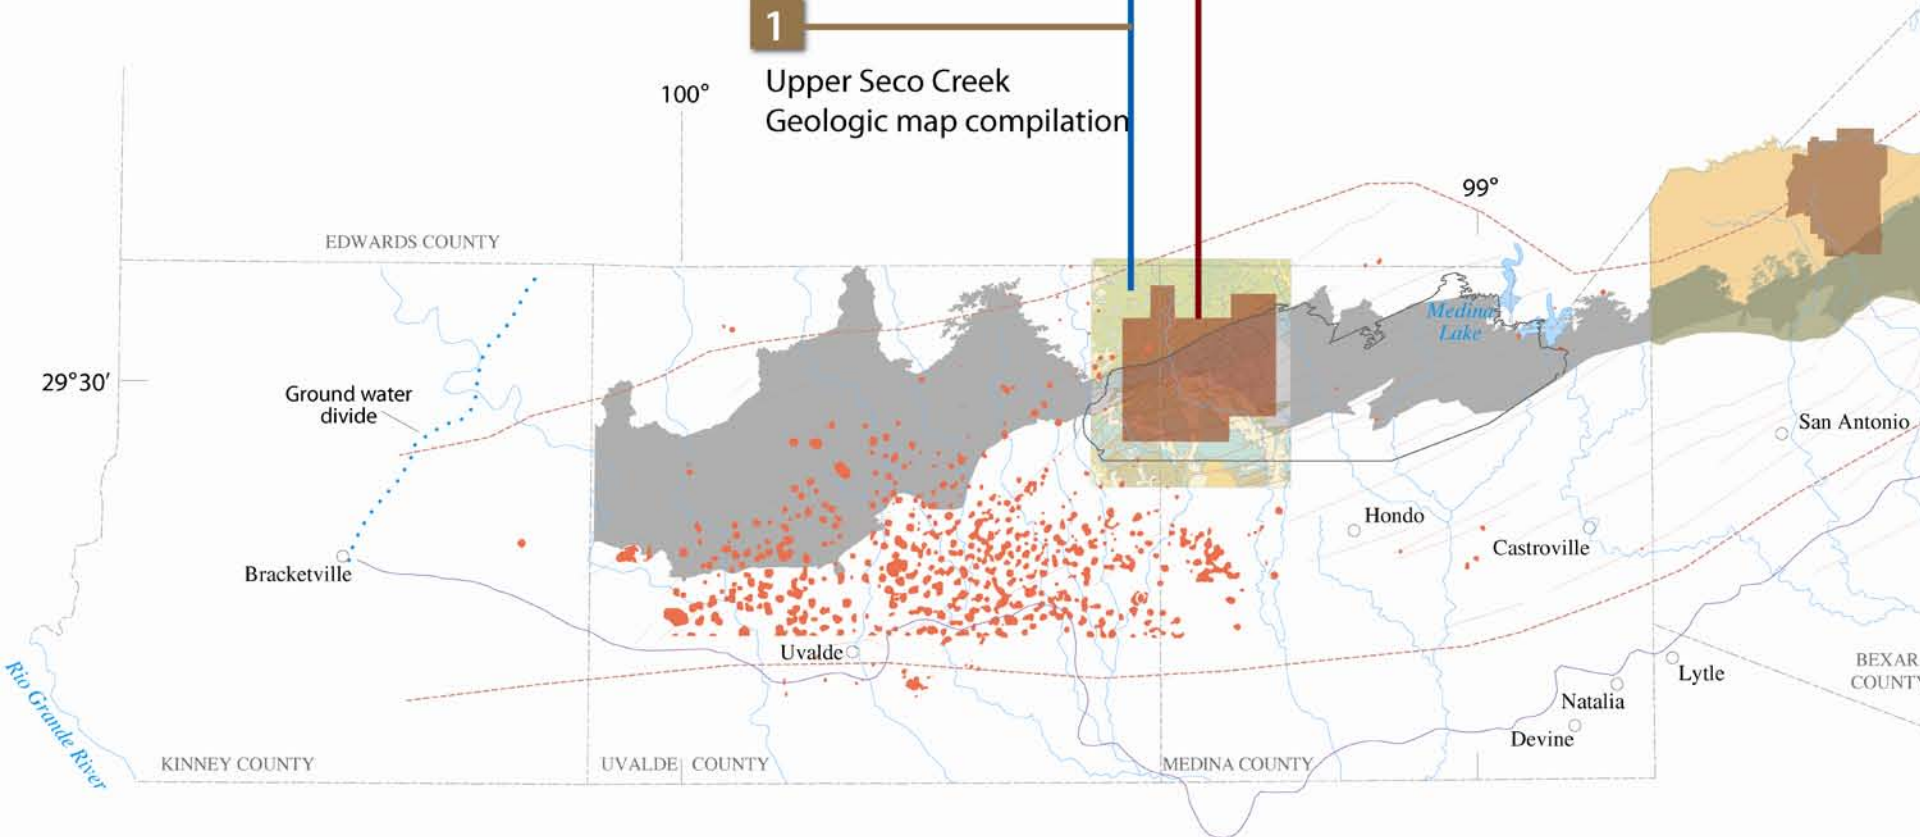 1
Upper Seco Creek
Geologic map compilation
100°
99°
EDWARDS COUNTY
Medina
Lake
29°30′
Ground water
divide
San Antonio
Hondo
Castroville
Bracketville
Uvalde
Lytle
BEXAR
COUNTY
Natalia
Devine
Rio Grande River
KINNEY COUNTY
UVALDE COUNTY
MEDINA COUNTY